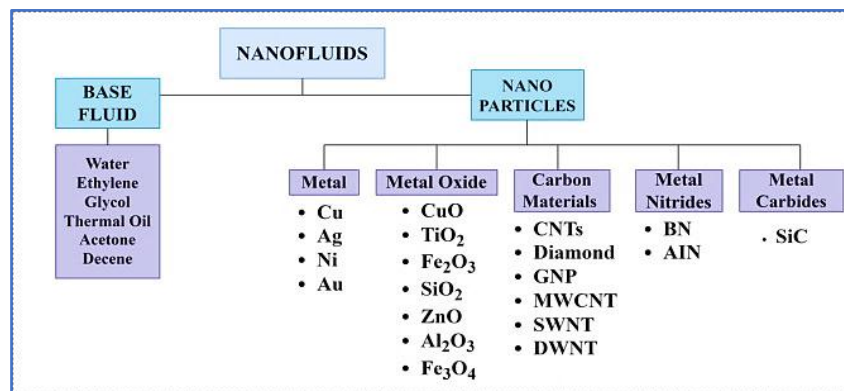 NANOFLUIDS
BASE
FLUID
Water
Ethylene
Glycol
Thermal Oil
Acetone
Decene
NANO
PARTICLES
Metal
• Cu
• Ag
• Ni
• Au
Metal Oxide
• CuO
• TiO₂
• Fe₂O₃
• SiO₂
• ZnO
• Al₂O₃
• Fe₃O₄
Carbon
Materials
• CNTs
• Diamond
• GNP
• MWCNT
• SWNT
• DWNT
Metal
Nitrides
• BN
• AIN
Metal
Carbides
. SiC